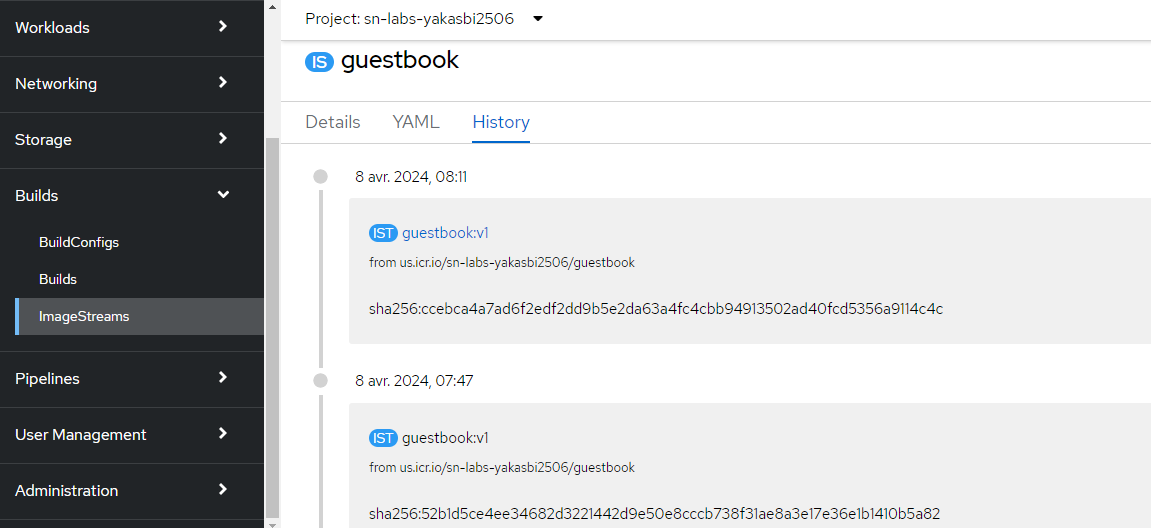 Workloads
Networking
Storage
Builds
BuildConfigs
Builds
ImageStreams
Pipelines
User Management
Administration
Project: sn-labs-yakasbi2506
IS guestbook
Details YAML History
8 avr. 2024, 08:11
IST guestbook:v1
from us.icr.io/sn-labs-yakasbi2506/guestbook
sha256:ccebca4a7ad6f2edf2dd9b5e2da63a4fc4cbb94913502ad40fcd5356a9114c4c
8 avr. 2024, 07:47
IST guestbook:v1
from us.icr.io/sn-labs-yakasbi2506/guestbook
sha256:52b1d5ce4ee34682d3221442d9e50e8cccb738f31ae8a3e17e36e1b1410b5a82